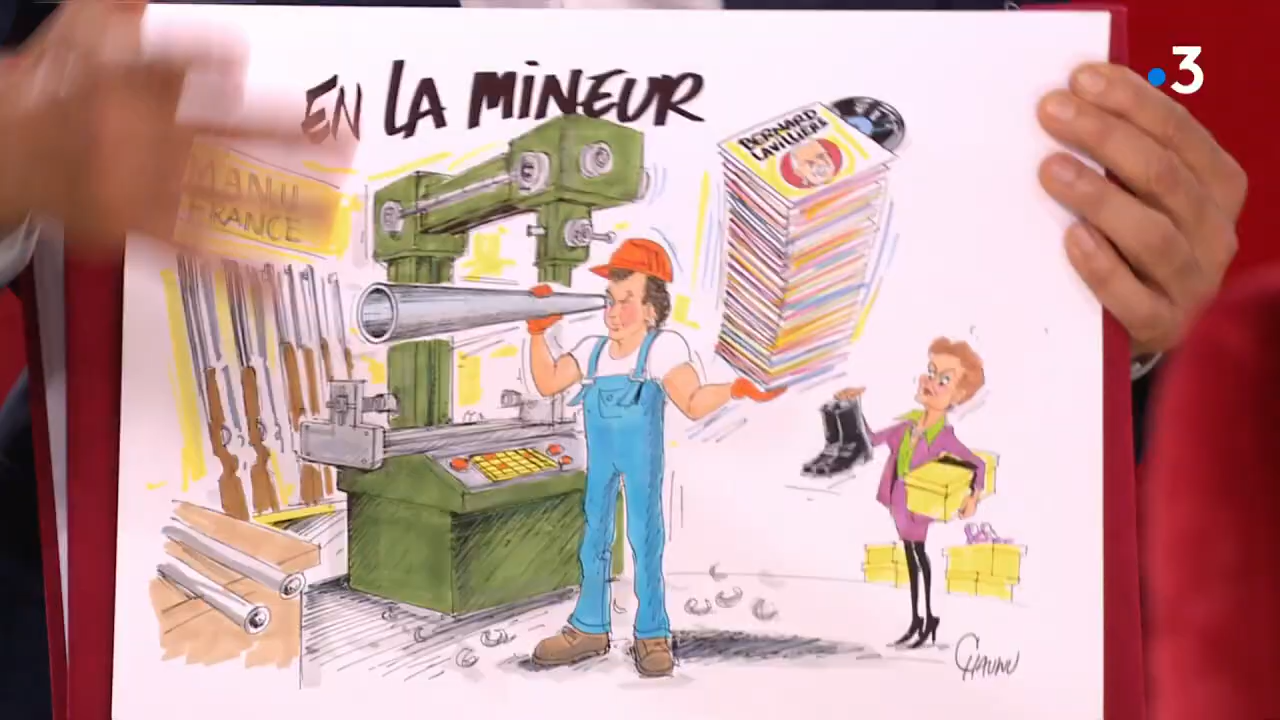 EN LA MINEUR
MANU
FRANCE
BERNARD
LAVILLIERS
CHAUNU
3